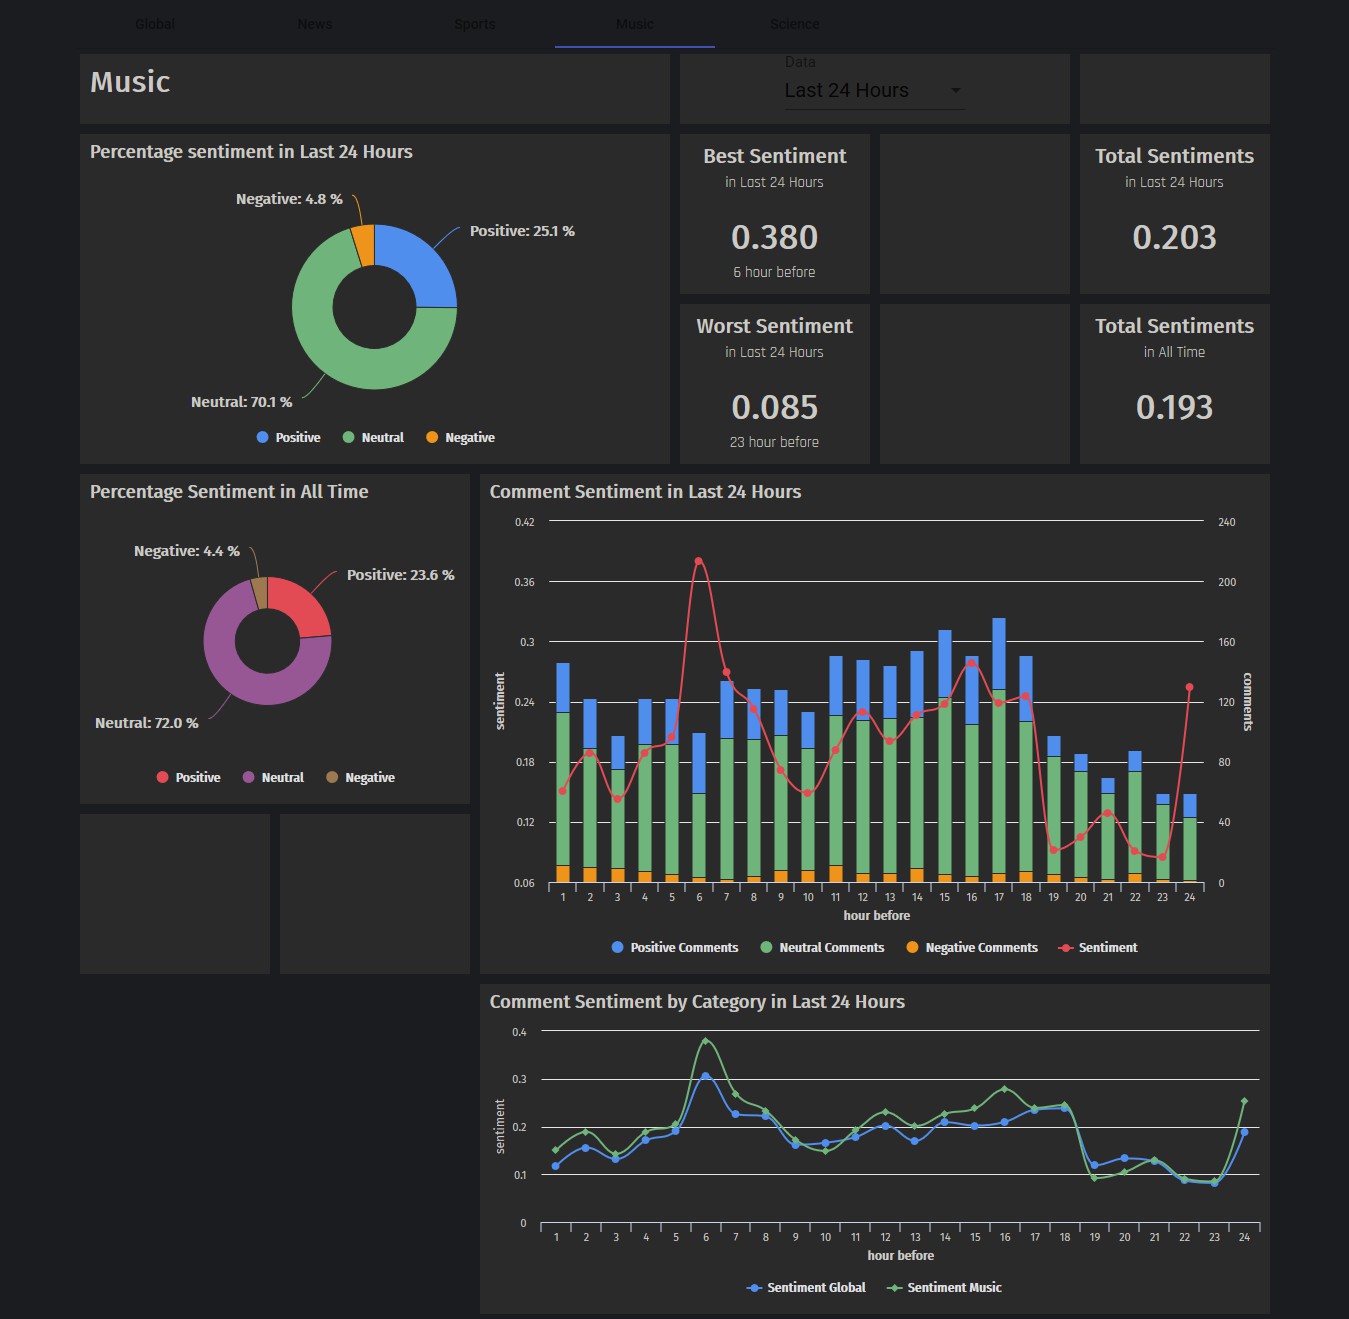 Global News Sports Music Science
Music
Data
Last 24 Hours
Percentage sentiment in Last 24 Hours
Negative: 4.8 %
Positive: 25.1 %
Neutral: 70.1 %
Positive Neutral Negative
Best Sentiment
in Last 24 Hours
0.380
6 hour before
Total Sentiments
in Last 24 Hours
0.203
Worst Sentiment
in Last 24 Hours
0.085
23 hour before
Total Sentiments
in All Time
0.193
Percentage Sentiment in All Time
Negative: 4.4 %
Positive: 23.6 %
Neutral: 72.0 %
Positive Neutral Negative
Comment Sentiment in Last 24 Hours
0.42 240
0.36 200
0.3 160
sentiment
comments
0.24 120
0.18 80
0.12 40
0.06 0
1 2 3 4 5 6 7 8 9 10 11 12 13 14 15 16 17 18 19 20 21 22 23 24
hour before
Positive Comments Neutral Comments Negative Comments Sentiment
Comment Sentiment by Category in Last 24 Hours
0.4
0.3
sentiment
0.2
0.1
0
1 2 3 4 5 6 7 8 9 10 11 12 13 14 15 16 17 18 19 20 21 22 23 24
hour before
Sentiment Global Sentiment Music